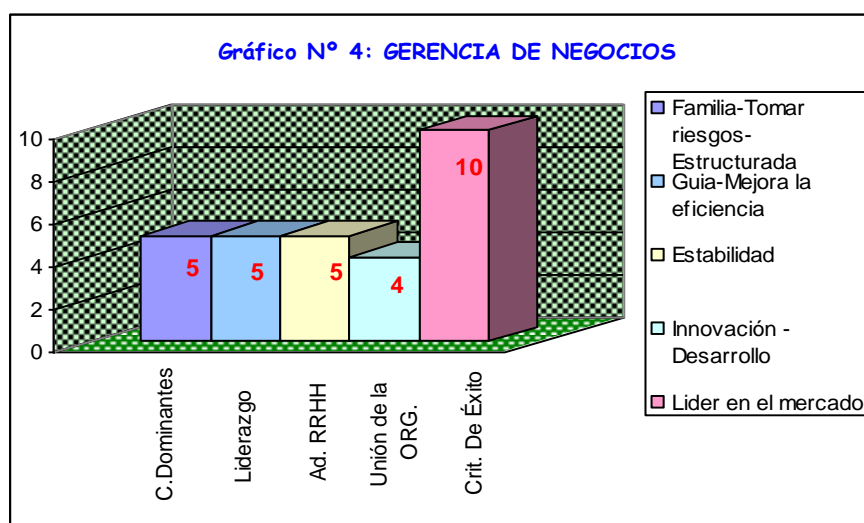 Gráfico Nº 4: GERENCIA DE NEGOCIOS
10
8
6
4
2
0
5
5
5
4
10
C.Dominantes
Liderazgo
Ad. RRHH
Unión de la
ORG.
Crit. De Éxito
Familia-Tomar
riesgos-
Estructurada
Guia-Mejora la
eficiencia
Estabilidad
Innovación -
Desarrollo
Lider en el mercado